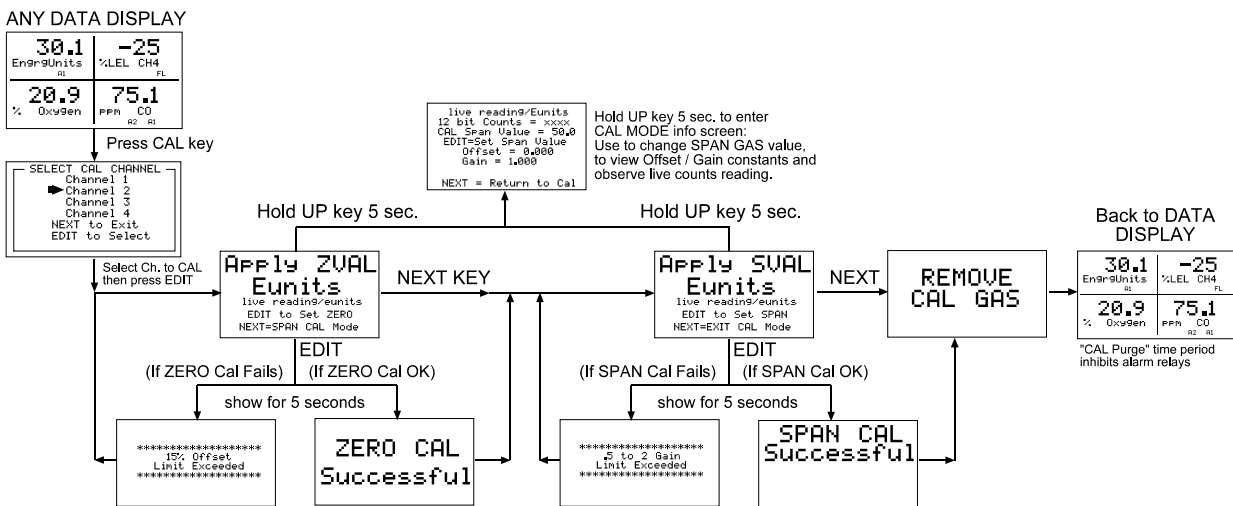 ANY DATA DISPLAY
30.1
EngrgUnits
A1
-25
%LEL CH4
FL
20.9
% Oxygen
75.1
PPM CO
A2 A1
Press CAL key
SELECT CAL CHANNEL
Channel 1
Channel 2
Channel 3
Channel 4
NEXT to Exit
EDIT to Select
Select Ch. to CAL
then press EDIT
live reading/Eunits
12 bit Counts = xxxx
CAL Span Value = 50.0
EDIT=Set Span Value
Offset = 0.000
Gain = 1.000
NEXT = Return to Cal
Hold UP key 5 sec. to enter
CAL MODE info screen:
Use to change SPAN GAS value,
to view Offset / Gain constants and
observe live counts reading.
Hold UP key 5 sec.
Hold UP key 5 sec.
Apply ZVAL
Eunits
live reading/eunits
EDIT to Set ZERO
NEXT=SPAN CAL Mode
NEXT KEY
Apply SVAL
Eunits
live reading/eunits
EDIT to Set SPAN
NEXT=EXIT CAL Mode
NEXT
REMOVE
CAL GAS
Back to DATA
DISPLAY
30.1
EngrgUnits
A1
-25
%LEL CH4
FL
20.9
% Oxygen
75.1
PPM CO
A2 A1
"CAL Purge" time period
inhibits alarm relays
EDIT
(If ZERO Cal Fails)
(If ZERO Cal OK)
show for 5 seconds
*******************
15% Offset
Limit Exceeded
*******************
ZERO CAL
Successful
EDIT
(If SPAN Cal Fails)
(If SPAN Cal OK)
show for 5 seconds
*******************
.5 to 2 Gain
Limit Exceeded
*******************
SPAN CAL
Successful